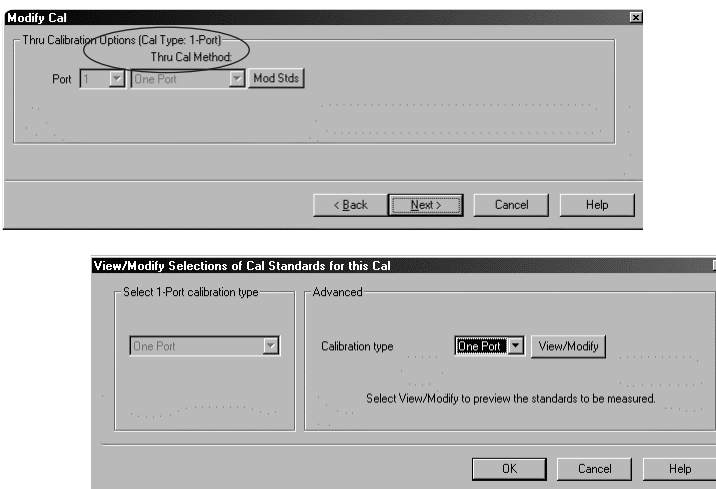 Modify Cal
Thru Calibration Options (Cal Type: 1-Port)
Thru Cal Method:
Port 1 One Port Mod Stds
< Back Next > Cancel Help
View/Modify Selections of Cal Standards for this Cal
Select 1-Port calibration type
One Port
Advanced
Calibration type One Port View/Modify
Select View/Modify to preview the standards to be measured.
OK Cancel Help